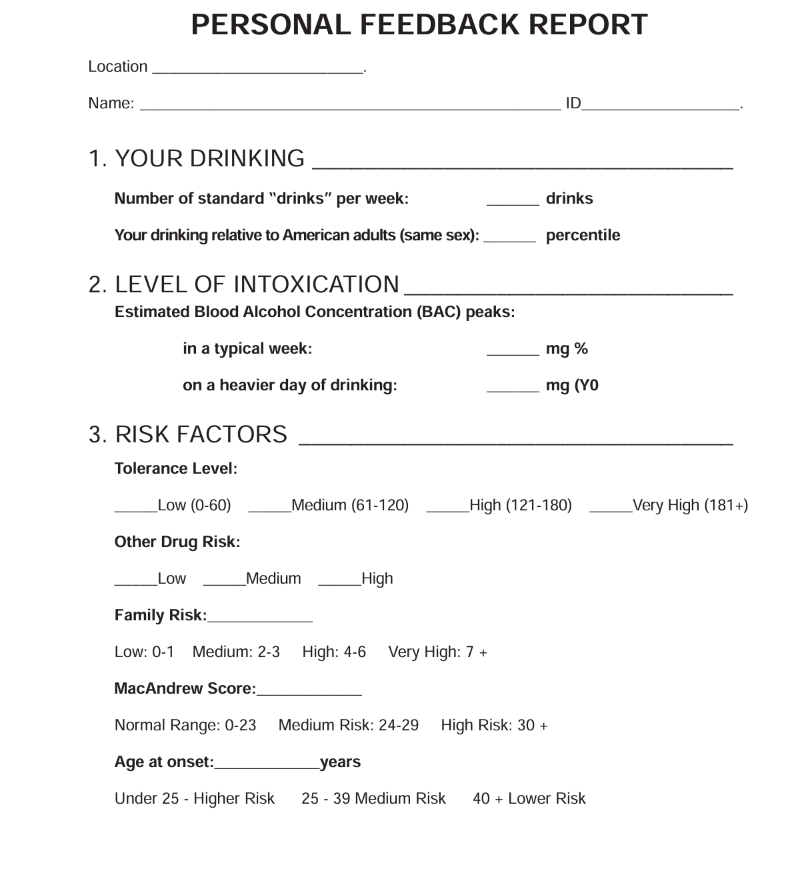 PERSONAL FEEDBACK REPORT
Location ________________________.
Name: ________________________________________________ ID__________________.
1. YOUR DRINKING ________________________________
Number of standard “drinks” per week: ______ drinks
Your drinking relative to American adults (same sex): ______ percentile
2. LEVEL OF INTOXICATION _________________________
Estimated Blood Alcohol Concentration (BAC) peaks:
in a typical week: ______ mg %
on a heavier day of drinking: ______ mg (Y0
3. RISK FACTORS _________________________________
Tolerance Level:
_____Low (0-60) _____Medium (61-120) _____High (121-180) _____Very High (181+)
Other Drug Risk:
_____Low _____Medium _____High
Family Risk:____________
Low: 0-1 Medium: 2-3 High: 4-6 Very High: 7 +
MacAndrew Score:____________
Normal Range: 0-23 Medium Risk: 24-29 High Risk: 30 +
Age at onset:____________years
Under 25 - Higher Risk 25 - 39 Medium Risk 40 + Lower Risk